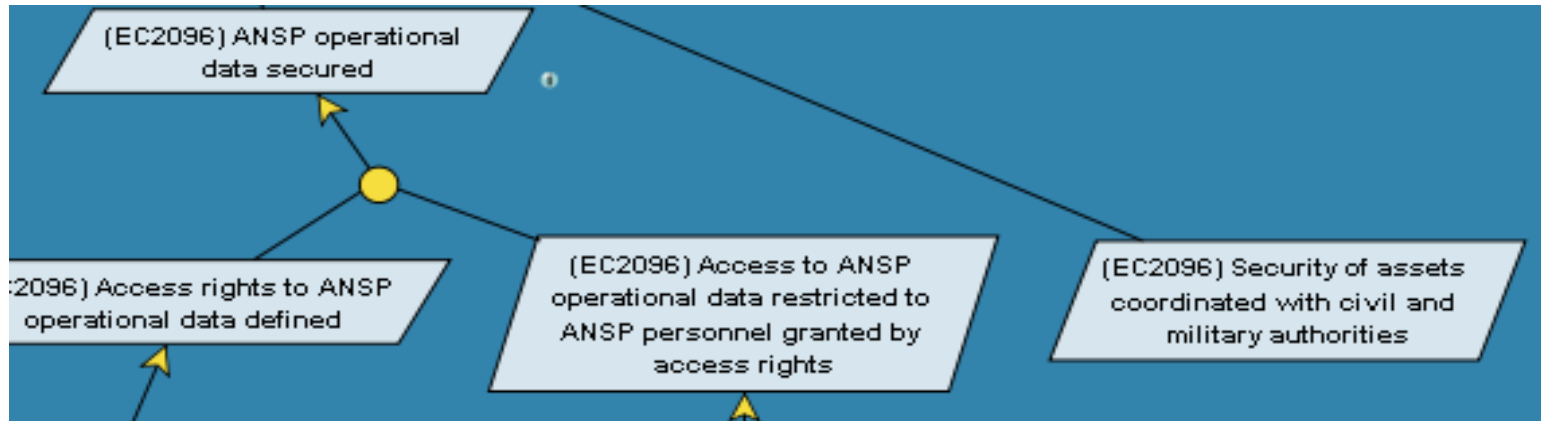 (EC2096) ANSP operational
data secured
:2096) Access rights to ANSP
operational data defined
(EC2096) Access to ANSP
operational data restricted to
ANSP personnel granted by
access rights
(EC2096) Security of assets
coordinated with civil and
military authorities